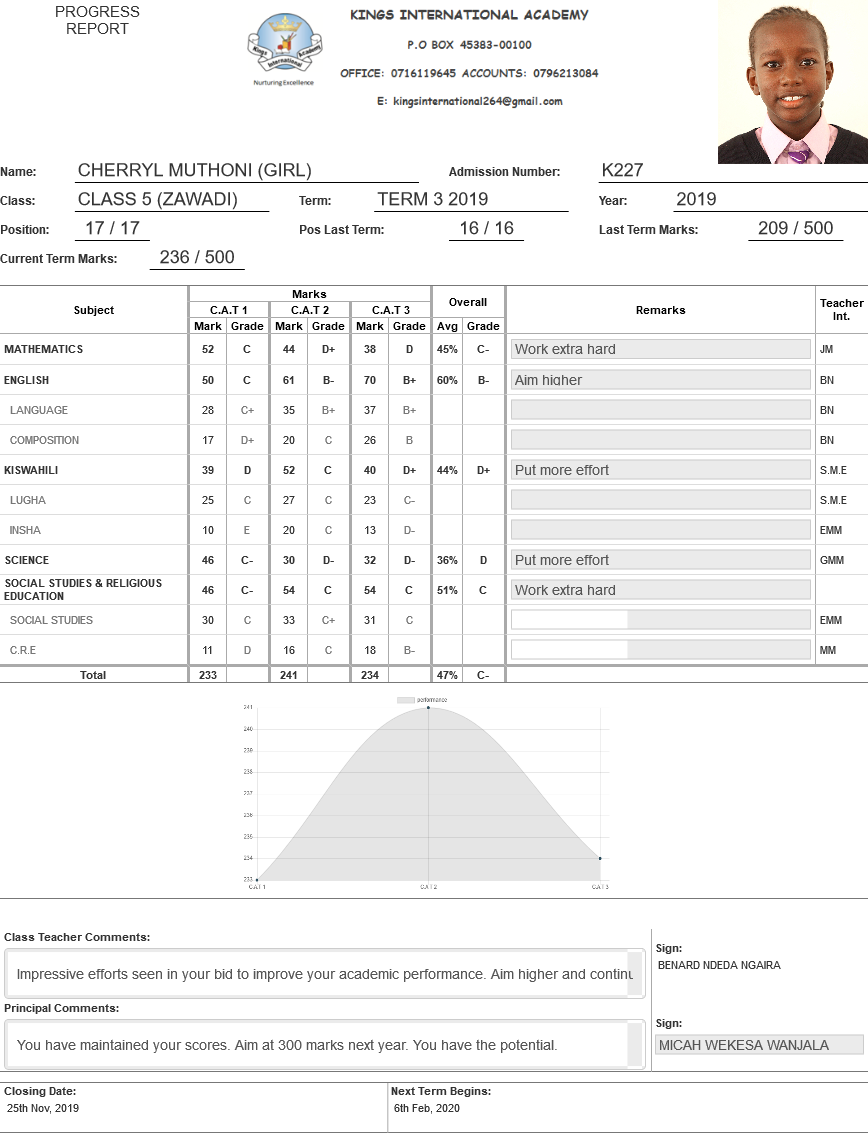 PROGRESS
REPORT
KINGS INTERNATIONAL ACADEMY
P.O BOX 45383-00100
OFFICE: 0716119645 ACCOUNTS: 0796213084
E: kingsinternational264@gmail.com
Kings Academy
International
Nurturing Excellence
Name: CHERRYL MUTHONI (GIRL) Admission Number: K227
Class: CLASS 5 (ZAWADI) Term: TERM 3 2019 Year: 2019
Position: 17 / 17 Pos Last Term: 16 / 16 Last Term Marks: 209 / 500
Current Term Marks: 236 / 500
Subject Marks Overall Remarks Teacher Int.
C.A.T 1 C.A.T 2 C.A.T 3
Mark Grade Mark Grade Mark Grade Avg Grade
MATHEMATICS 52 C 44 D+ 38 D 45% C- Work extra hard JM
ENGLISH 50 C 61 B- 70 B+ 60% B- Aim higher BN
LANGUAGE 28 C+ 35 B+ 37 B+ BN
COMPOSITION 17 D+ 20 C 26 B BN
KISWAHILI 39 D 52 C 40 D+ 44% D+ Put more effort S.M.E
LUGHA 25 C 27 C 23 C- S.M.E
INSHA 10 E 20 C 13 D- EMM
SCIENCE 46 C- 30 D- 32 D- 36% D Put more effort GMM
SOCIAL STUDIES & RELIGIOUS
EDUCATION 46 C- 54 C 54 C 51% C Work extra hard
SOCIAL STUDIES 30 C 33 C+ 31 C EMM
C.R.E 11 D 16 C 18 B- MM
Total 233 241 234 47% C-
performance
241
240
239
238
237
236
235
234
233
CAT 1 CAT 2 CAT 3
Class Teacher Comments:
Impressive efforts seen in your bid to improve your academic performance. Aim higher and continu
Sign:
BENARD NDEDA NGAIRA
Principal Comments:
You have maintained your scores. Aim at 300 marks next year. You have the potential.
Sign:
MICAH WEKESA WANJALA
Closing Date: Next Term Begins:
25th Nov, 2019 6th Feb, 2020